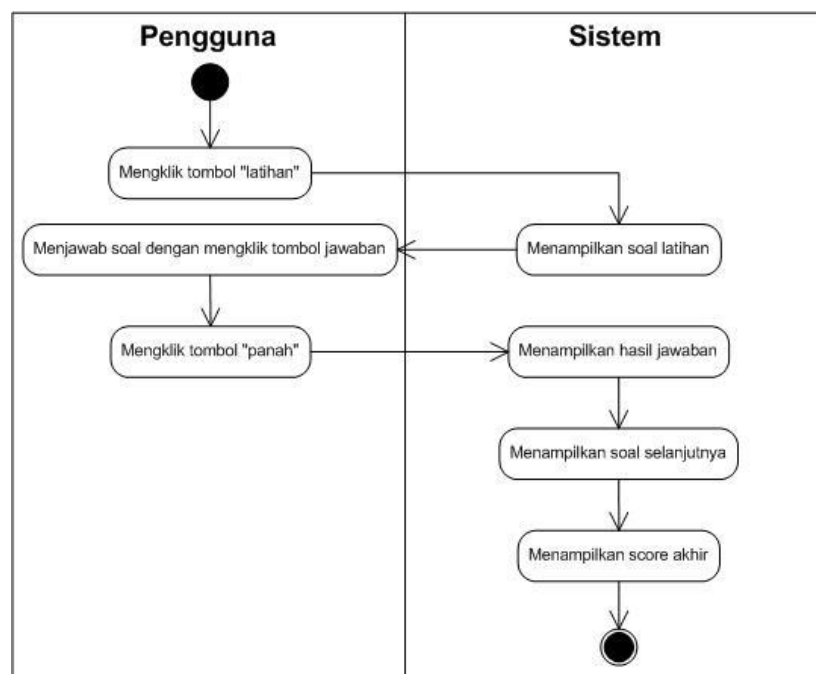 Pengguna
Sistem
Mengklik tombol "latihan"
Menampilkan soal latihan
Menjawab soal dengan mengklik tombol jawaban
Mengklik tombol "panah"
Menampilkan hasil jawaban
Menampilkan soal selanjutnya
Menampilkan score akhir